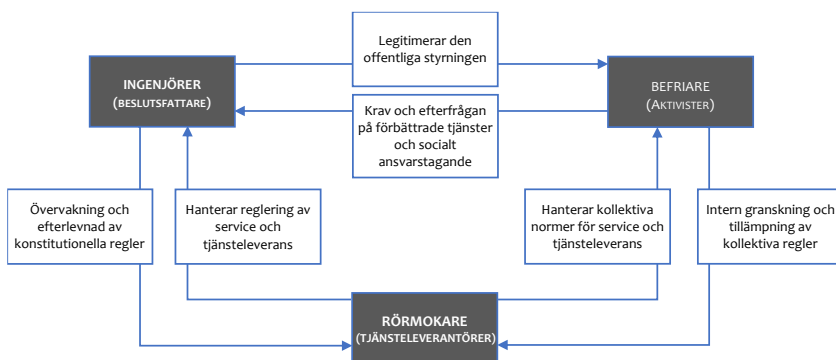 Legitimerar den
offentliga styrningen
INGENJÖRER
(BESLUTSFATTARE)
BEFRIARE
(AKTIVISTER)
Krav och efterfrågan
på förbättrade tjänster
och socialt
ansvarstagande
Övervakning och
efterlevnad av
konstitutionella regler
Hanterar reglering av
service och
tjänsteleverans
Hanterar kollektiva
normer för service och
tjänsteleverans
Intern granskning och
tillämpning av
kollektiva regler
RÖRMOKARE
(TJÄNSTELEVERANTÖRER)